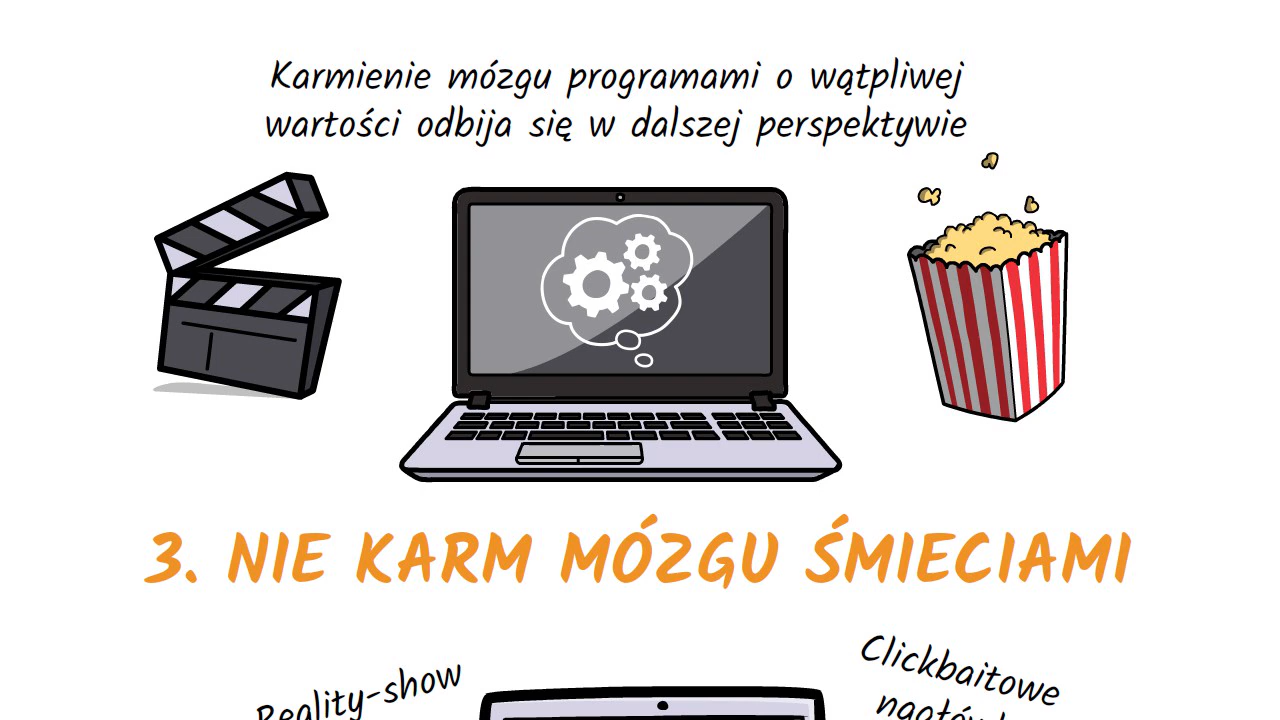 Karmienie mózgu programami o wątpliwej
wartości odbija się w dalszej perspektywie
3. NIE KARM MÓZGU ŚMIECIAMI
Reality-show
Clickbaitowe